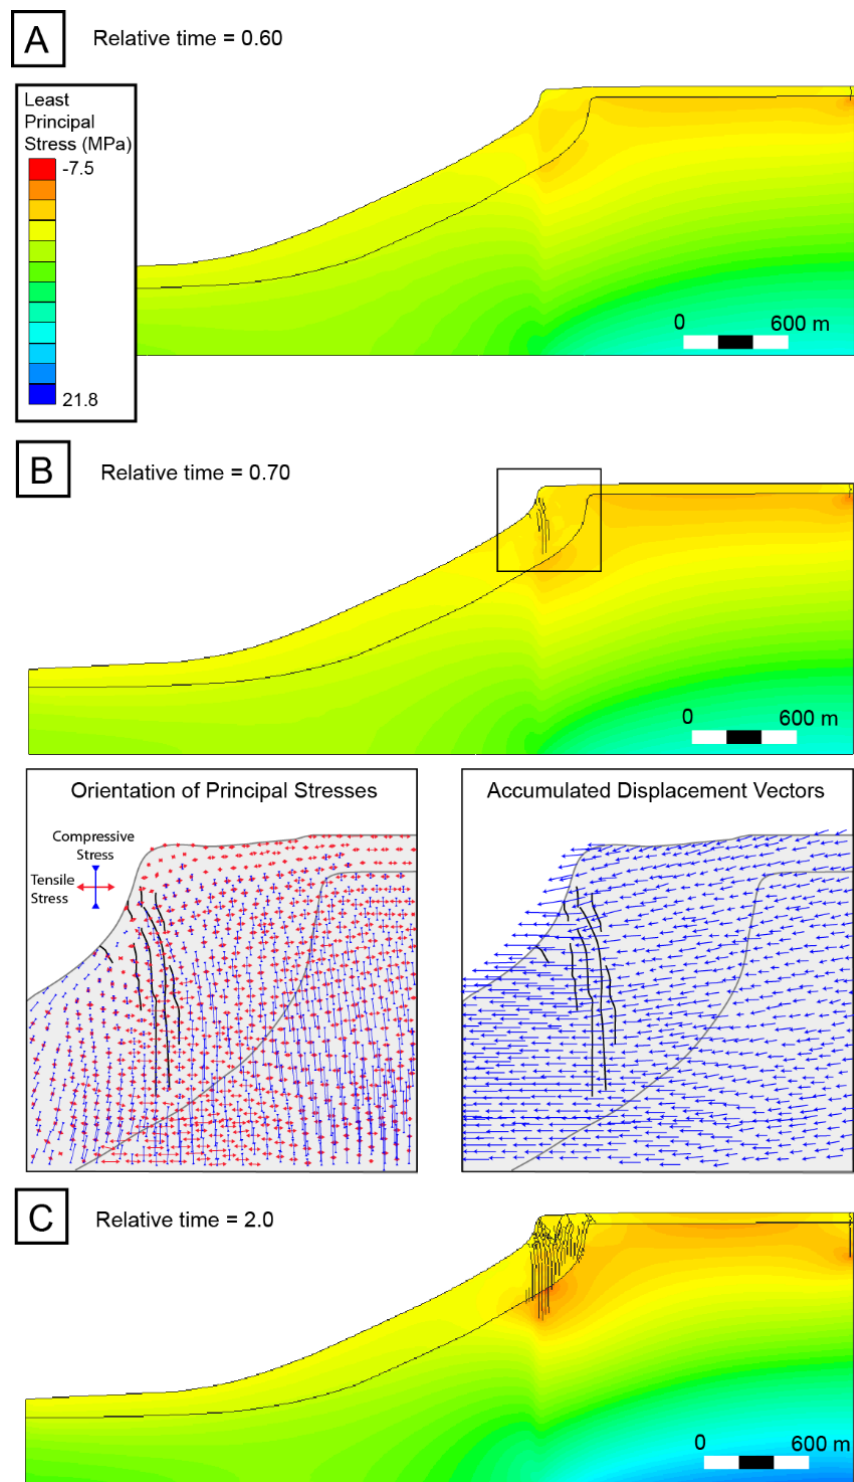 A
Relative time = 0.60
Least
Principal
Stress (MPa)
-7.5
21.8
0
600 m
B
Relative time = 0.70
0
600 m
Orientation of Principal Stresses
Compressive
Stress
Tensile
Stress
Accumulated Displacement Vectors
C
Relative time = 2.0
0
600 m